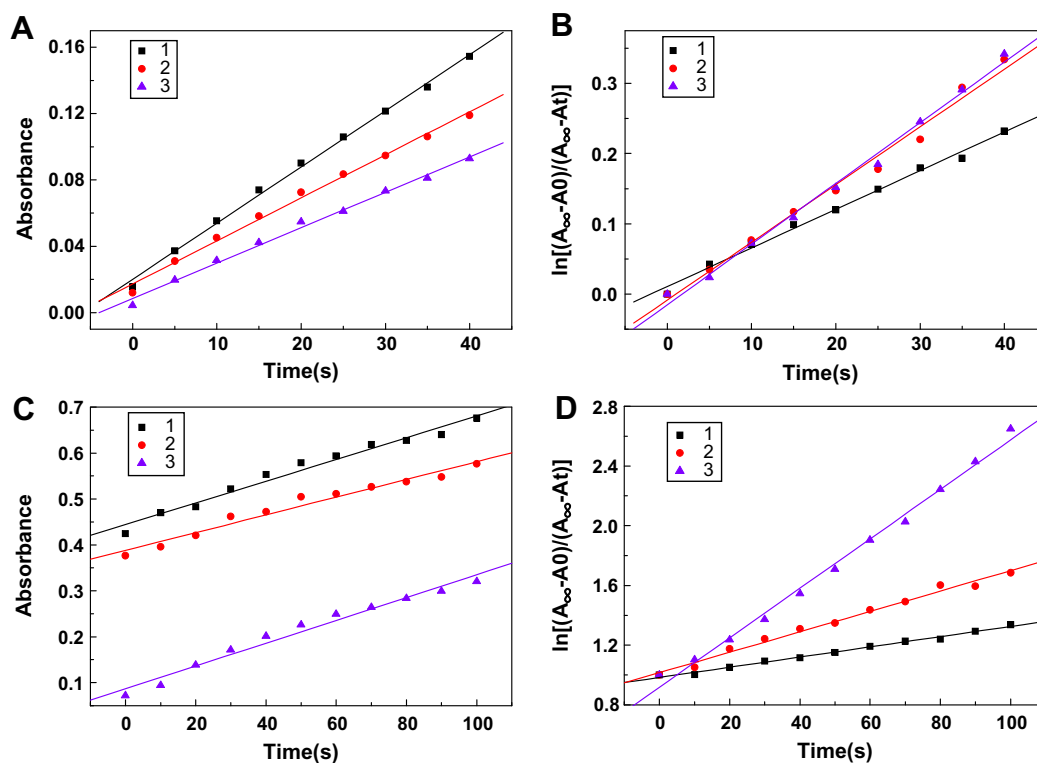 A
Absorbance
0.16
0.12
0.08
0.04
0.00
1
2
3
0 10 20 30 40
Time(s)
B
ln[(A∞-A0)/(A∞-At)]
0.3
0.2
0.1
0.0
1
2
3
0 10 20 30 40
Time(s)
C
Absorbance
0.7
0.6
0.5
0.4
0.3
0.2
0.1
1
2
3
0 20 40 60 80 100
Time(s)
D
ln[(A∞-A0)/(A∞-At)]
2.8
2.4
2.0
1.6
1.2
0.8
1
2
3
0 20 40 60 80 100
Time(s)